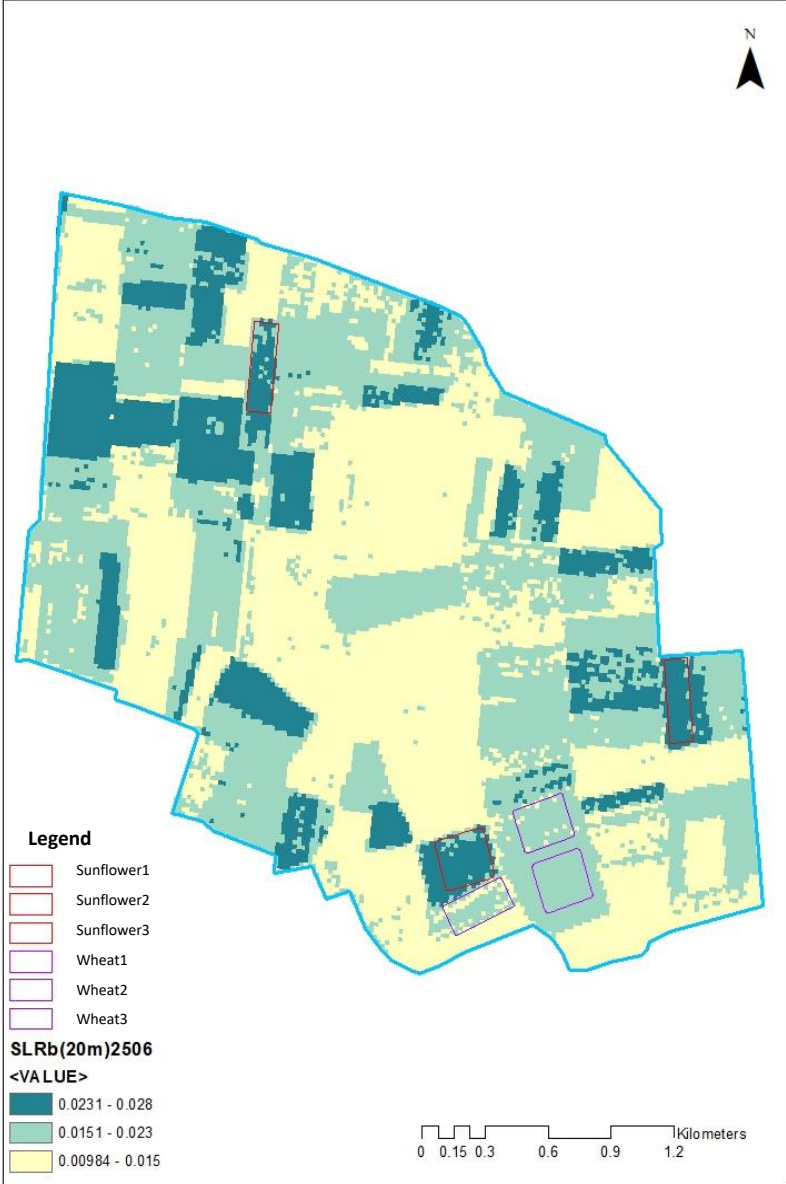 N
Legend
Sunflower1
Sunflower2
Sunflower3
Wheat1
Wheat2
Wheat3
SLRb(20m)2506
<VALUE>
0.0231 - 0.028
0.0151 - 0.023
0.00984 - 0.015
Kilometers
0 0.15 0.3 0.6 0.9 1.2